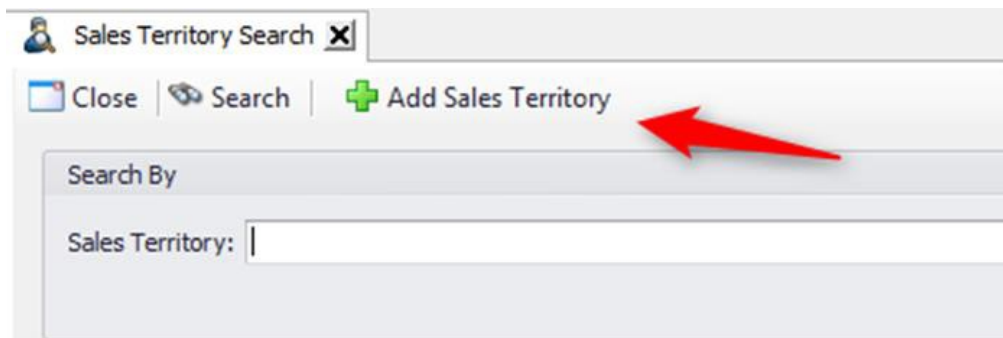 Sales Territory Search
Close Search Add Sales Territory
Search By
Sales Territory: